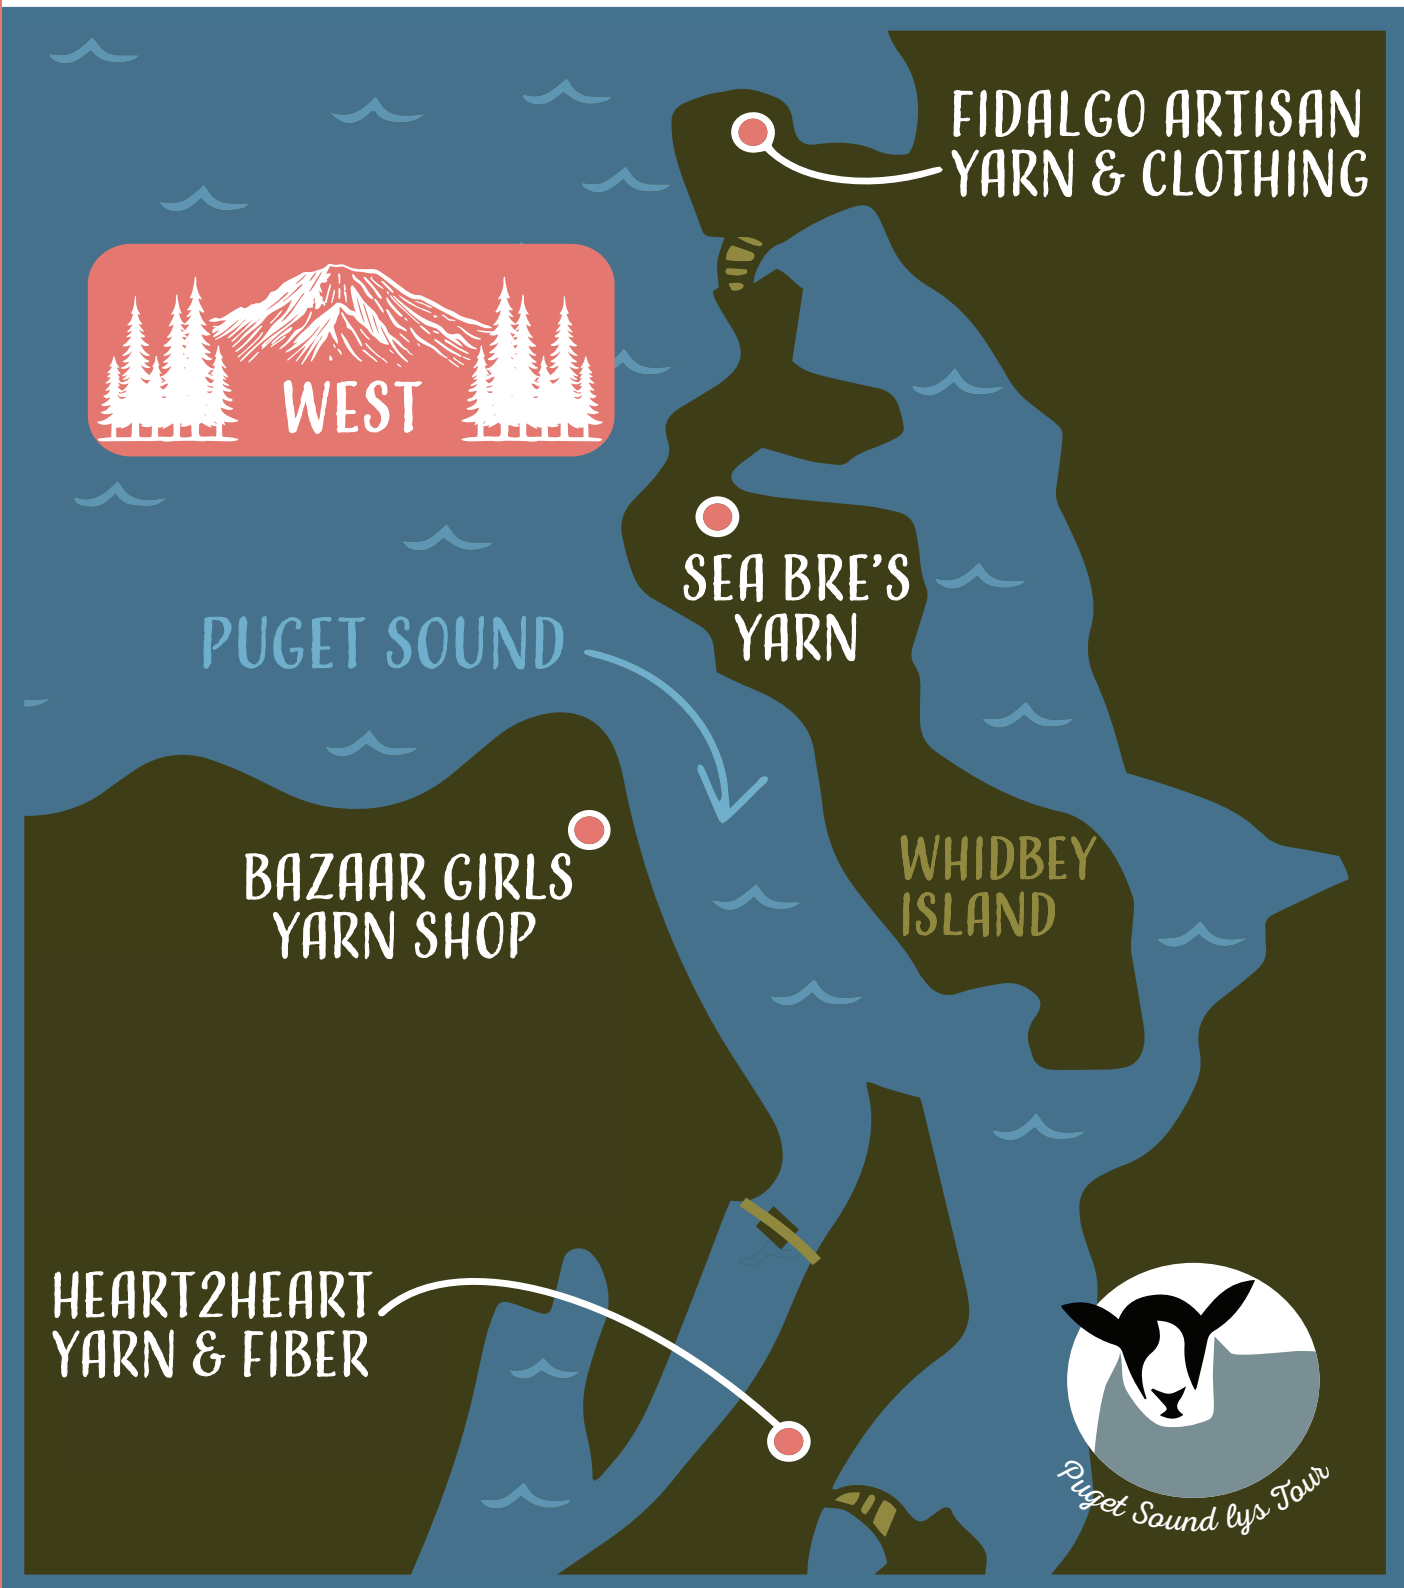 FIDALGO ARTISAN
YARN & CLOTHING
WEST
SEA BRE'S
YARN
PUGET SOUND
WHIDBEY
ISLAND
BAZAAR GIRLS
YARN SHOP
HEART2HEART
YARN & FIBER
Puget Sound lys Tour